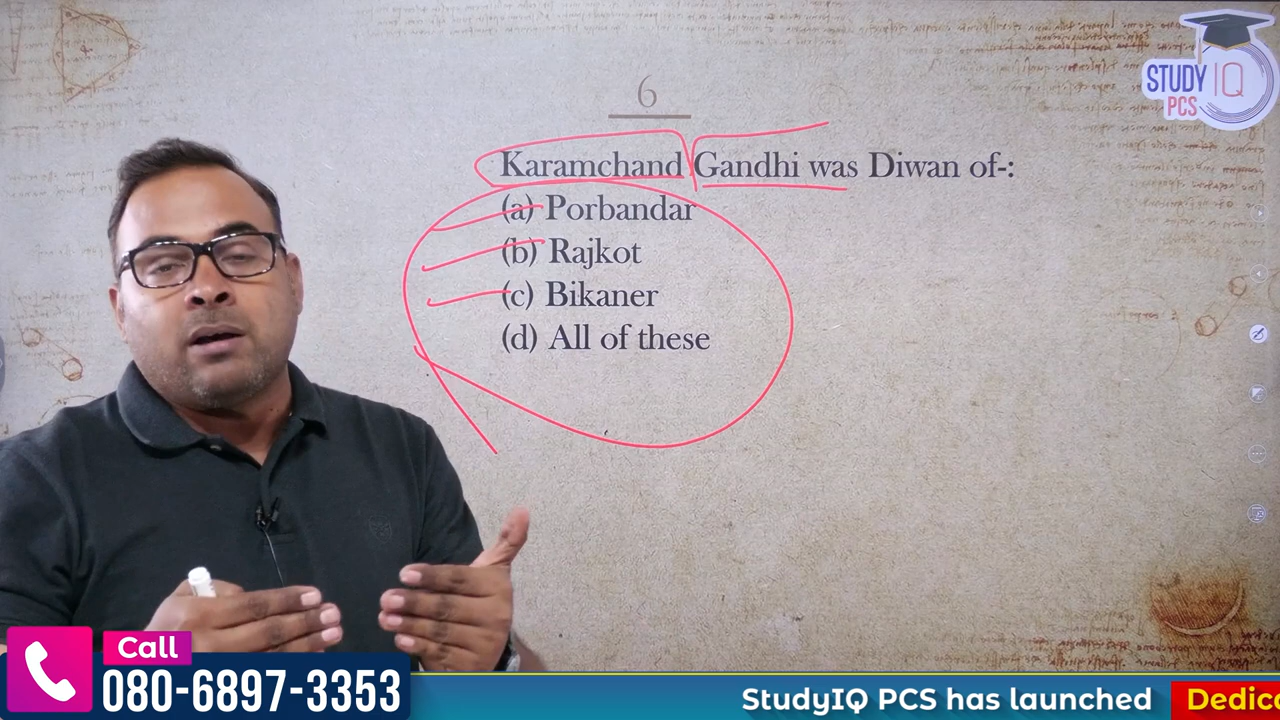 STUDY IQ
PCS
6
Karamchand Gandhi was Diwan of-:
(a) Porbandar
(b) Rajkot
(c) Bikaner
(d) All of these
Call
080-6897-3353
StudyIQ PCS has launched Dedica